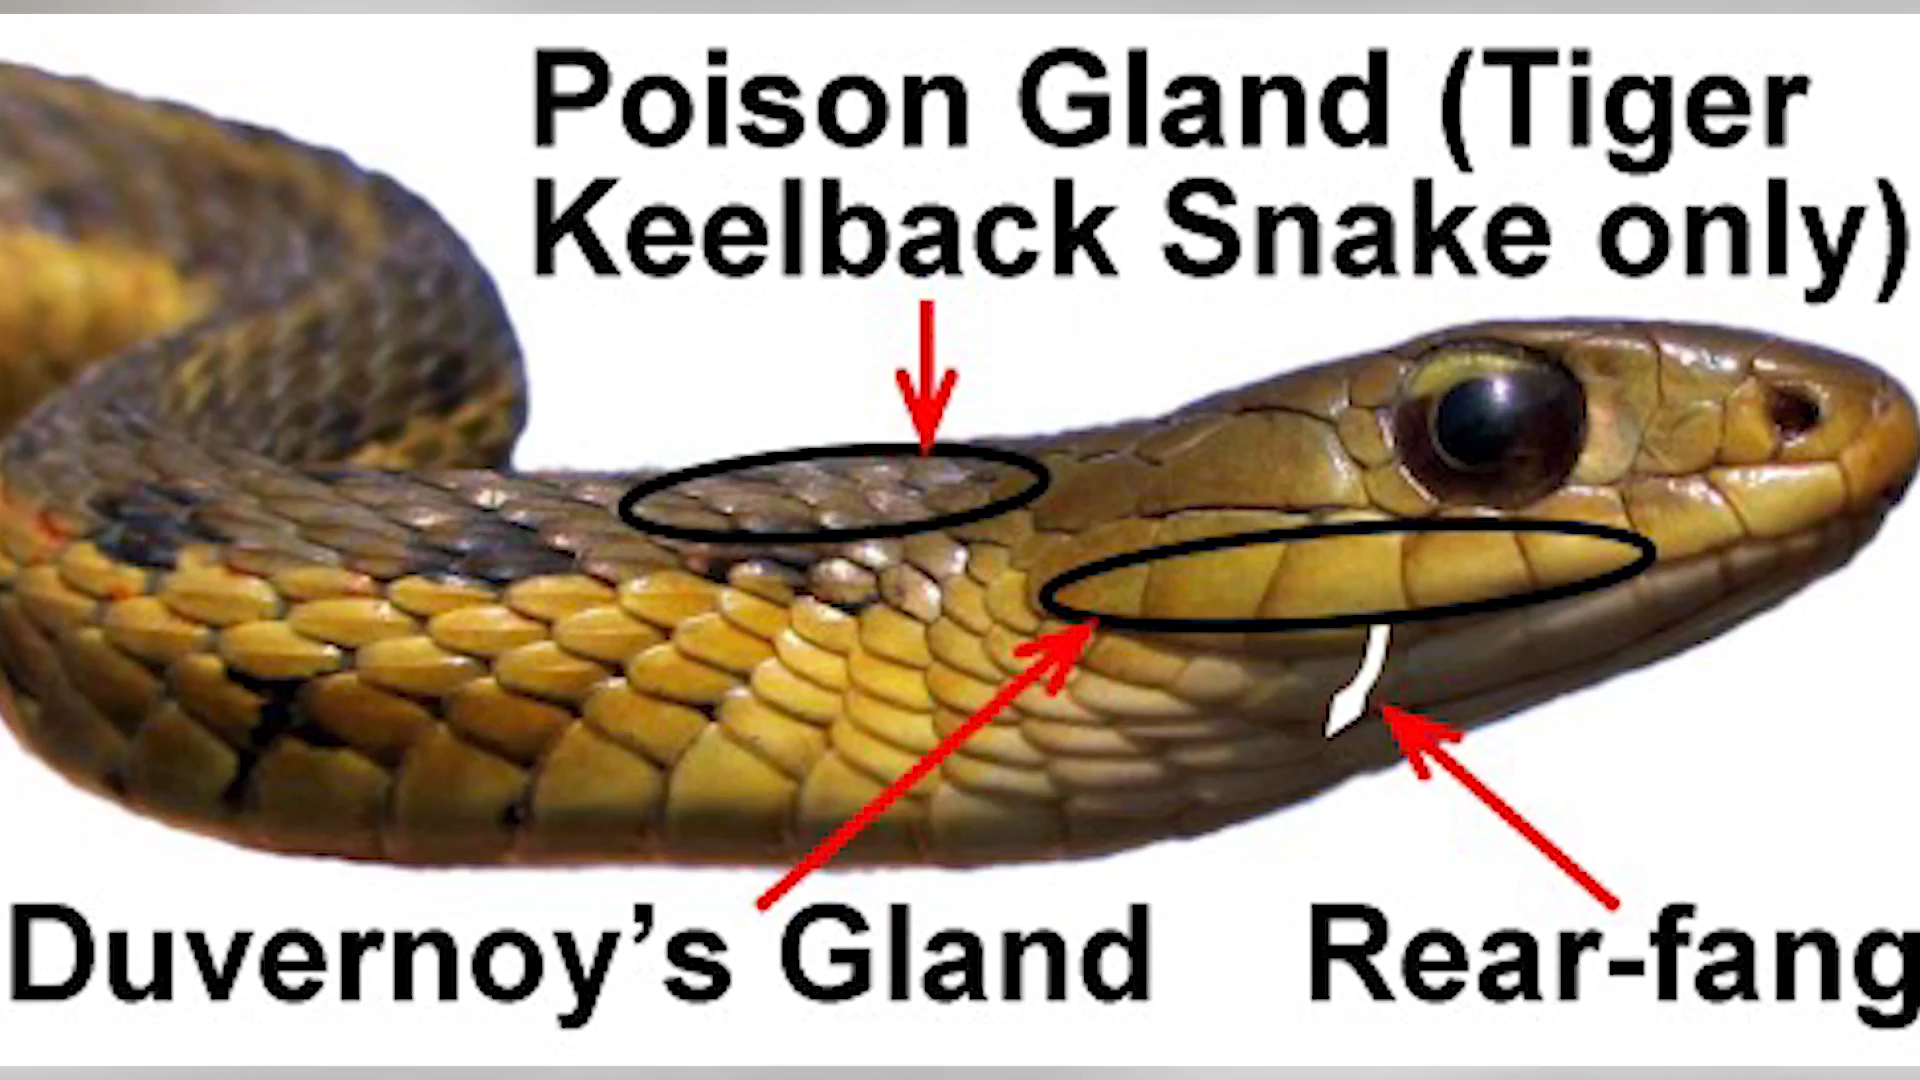 Poison Gland (Tiger
Keelback Snake only)
Duvernoy’s Gland
Rear-fang